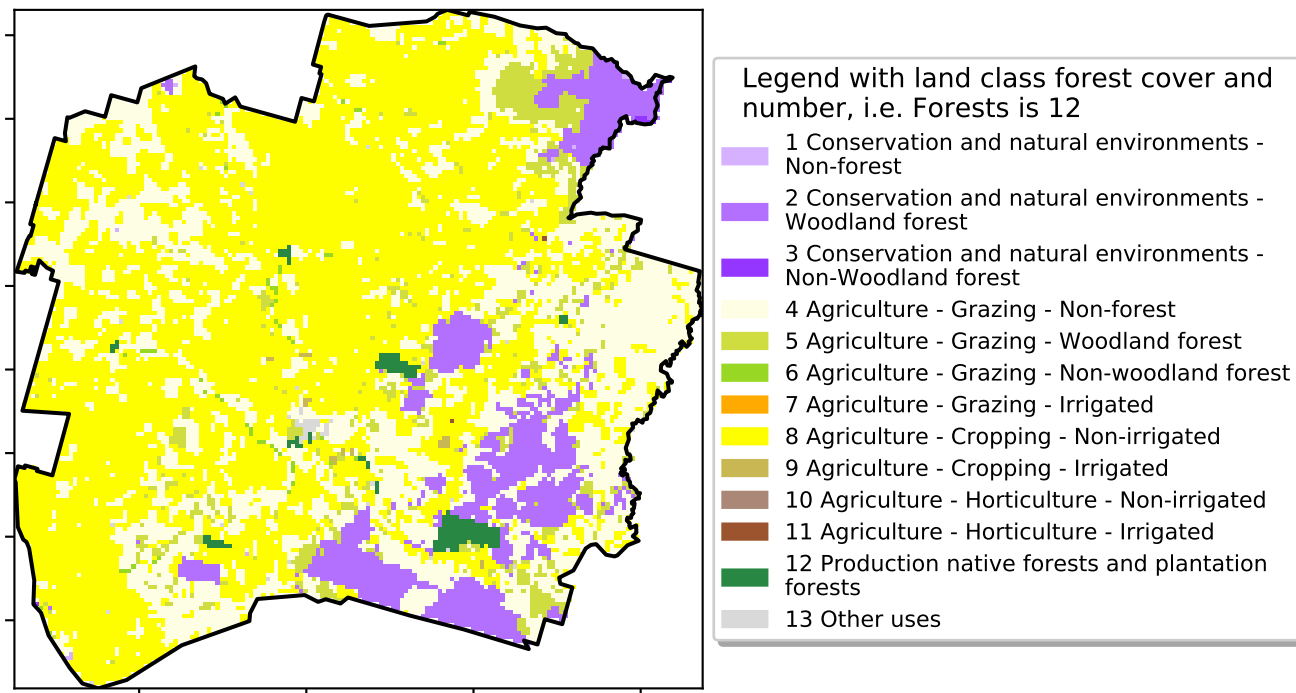 Legend with land class forest cover and
number, i.e. Forests is 12
1 Conservation and natural environments -
Non-forest
2 Conservation and natural environments -
Woodland forest
3 Conservation and natural environments -
Non-Woodland forest
4 Agriculture - Grazing - Non-forest
5 Agriculture - Grazing - Woodland forest
6 Agriculture - Grazing - Non-woodland forest
7 Agriculture - Grazing - Irrigated
8 Agriculture - Cropping - Non-irrigated
9 Agriculture - Cropping - Irrigated
10 Agriculture - Horticulture - Non-irrigated
11 Agriculture - Horticulture - Irrigated
12 Production native forests and plantation
forests
13 Other uses